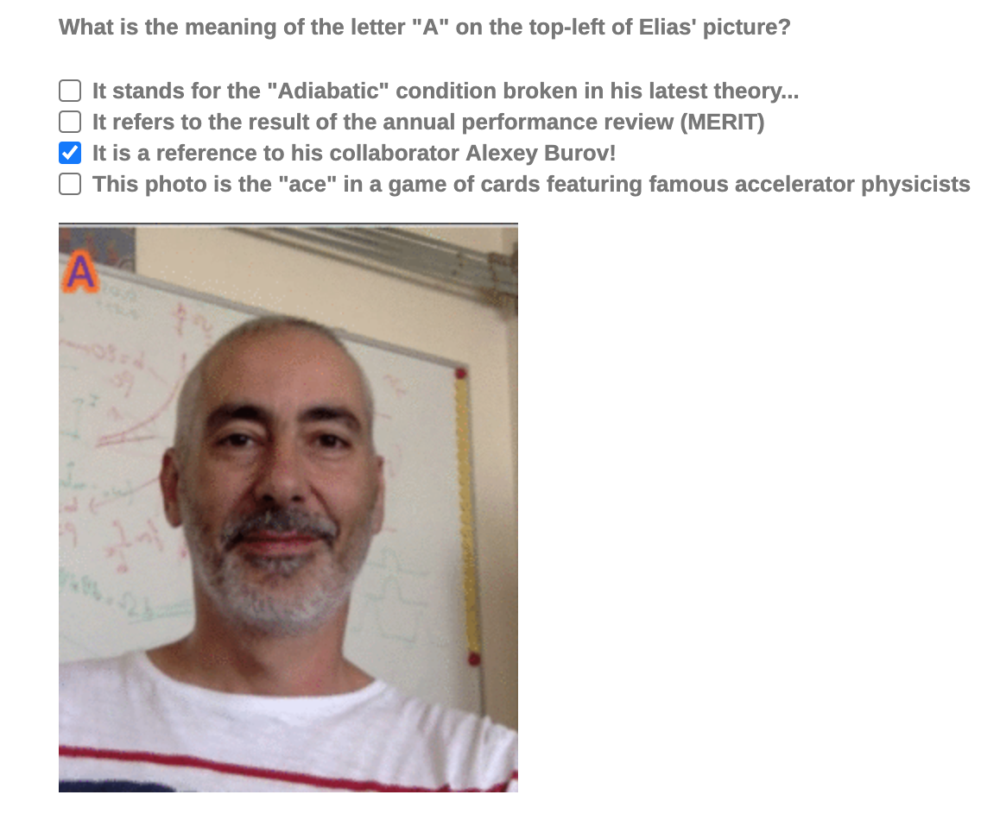 What is the meaning of the letter "A" on the top-left of Elias' picture?
It stands for the "Adiabatic" condition broken in his latest theory...
It refers to the result of the annual performance review (MERIT)
It is a reference to his collaborator Alexey Burov!
This photo is the "ace" in a game of cards featuring famous accelerator physicists
A